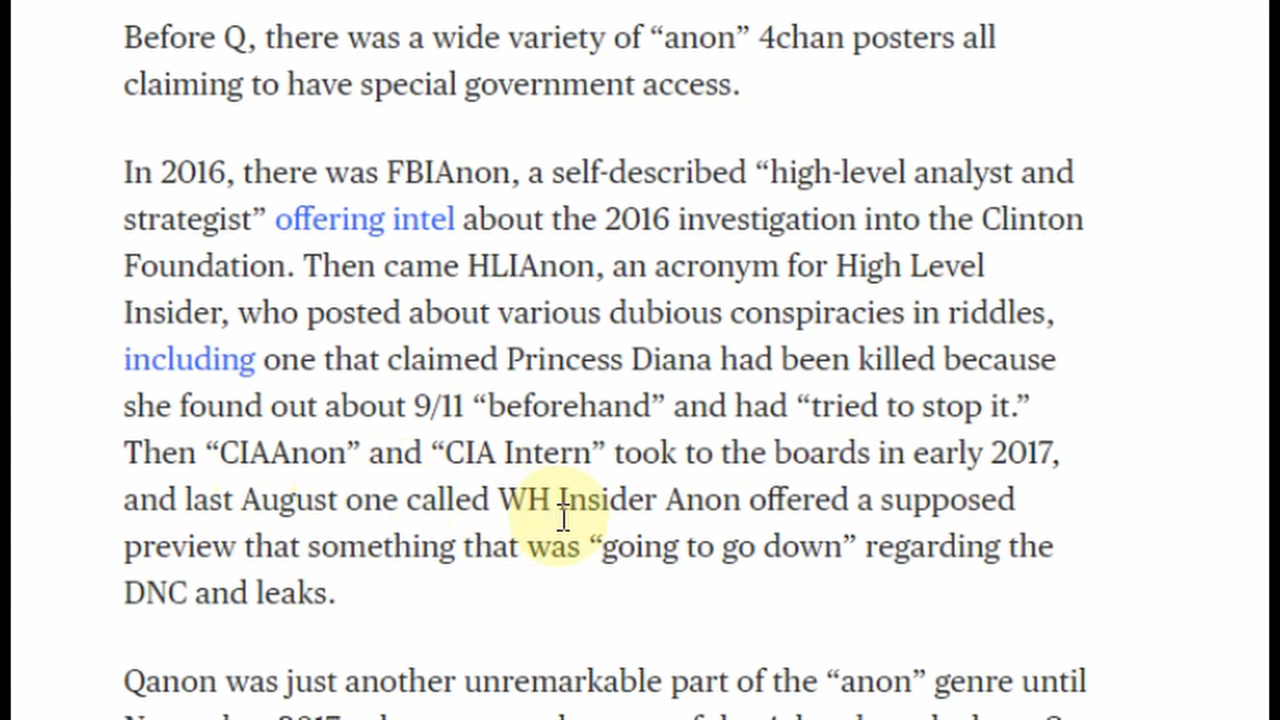 Before Q, there was a wide variety of “anon” 4chan posters all
claiming to have special government access.
In 2016, there was FBIAnon, a self-described “high-level analyst and
strategist” offering intel about the 2016 investigation into the Clinton
Foundation. Then came HLIAnon, an acronym for High Level
Insider, who posted about various dubious conspiracies in riddles,
including one that claimed Princess Diana had been killed because
she found out about 9/11 “beforehand” and had “tried to stop it.”
Then “CIAAnon” and “CIA Intern” took to the boards in early 2017,
and last August one called WH Insider Anon offered a supposed
preview that something that was “going to go down” regarding the
DNC and leaks.
Qanon was just another unremarkable part of the “anon” genre until